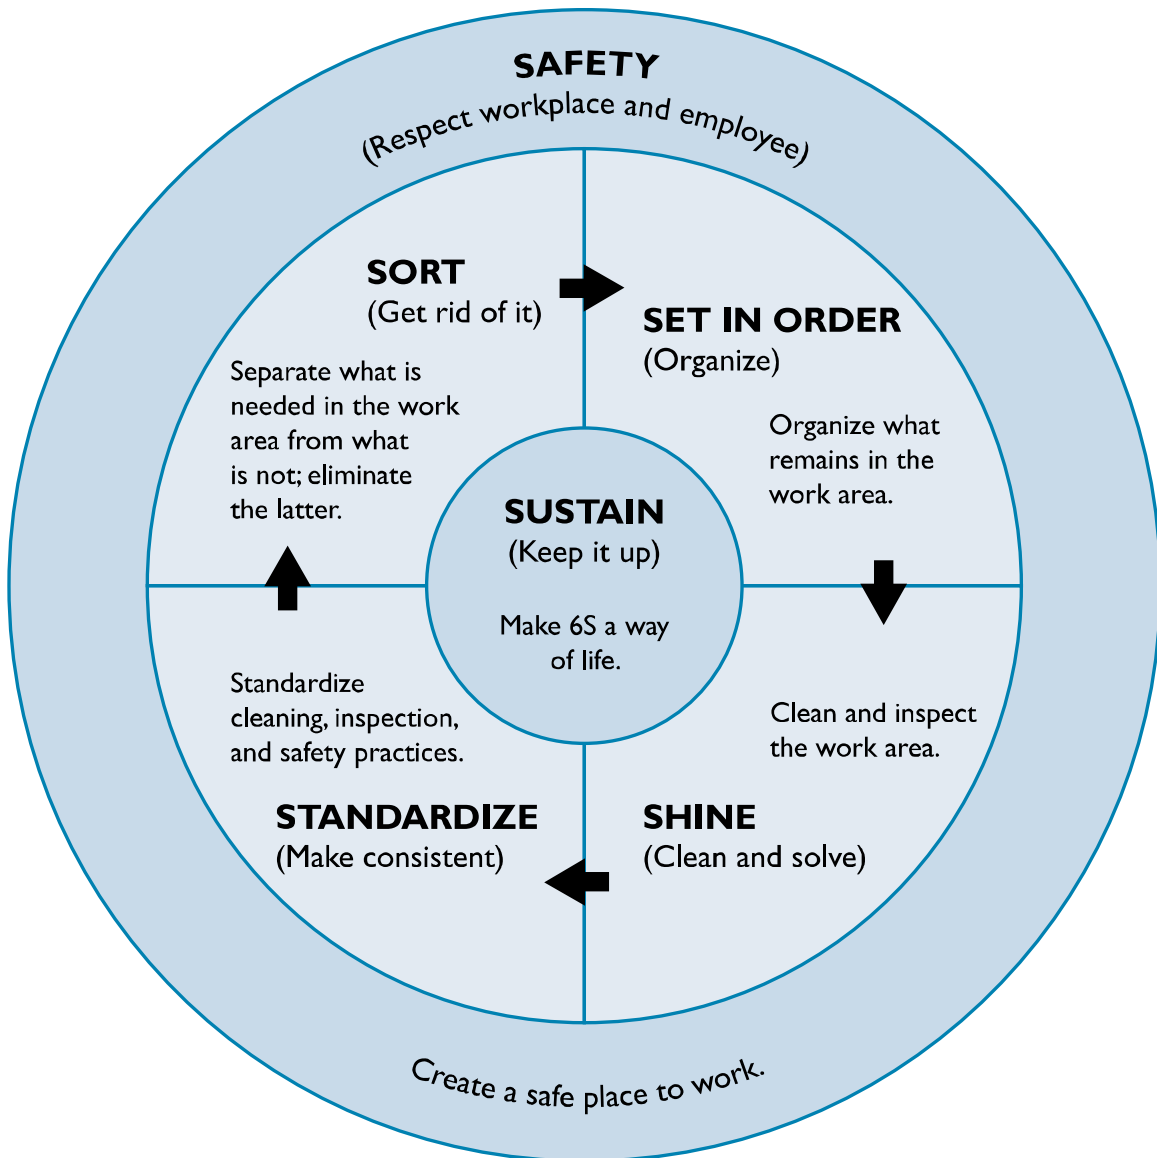 SAFETY
(Respect workplace and employee)
SORT
(Get rid of it)
Separate what is
needed in the work
area from what
is not; eliminate
the latter.
SET IN ORDER
(Organize)
Organize what
remains in the
work area.
SUSTAIN
(Keep it up)
Make 6S a way
of life.
Clean and inspect
the work area.
SHINE
(Clean and solve)
Standardize
cleaning, inspection,
and safety practices.
STANDARDIZE
(Make consistent)
Create a safe place to work.